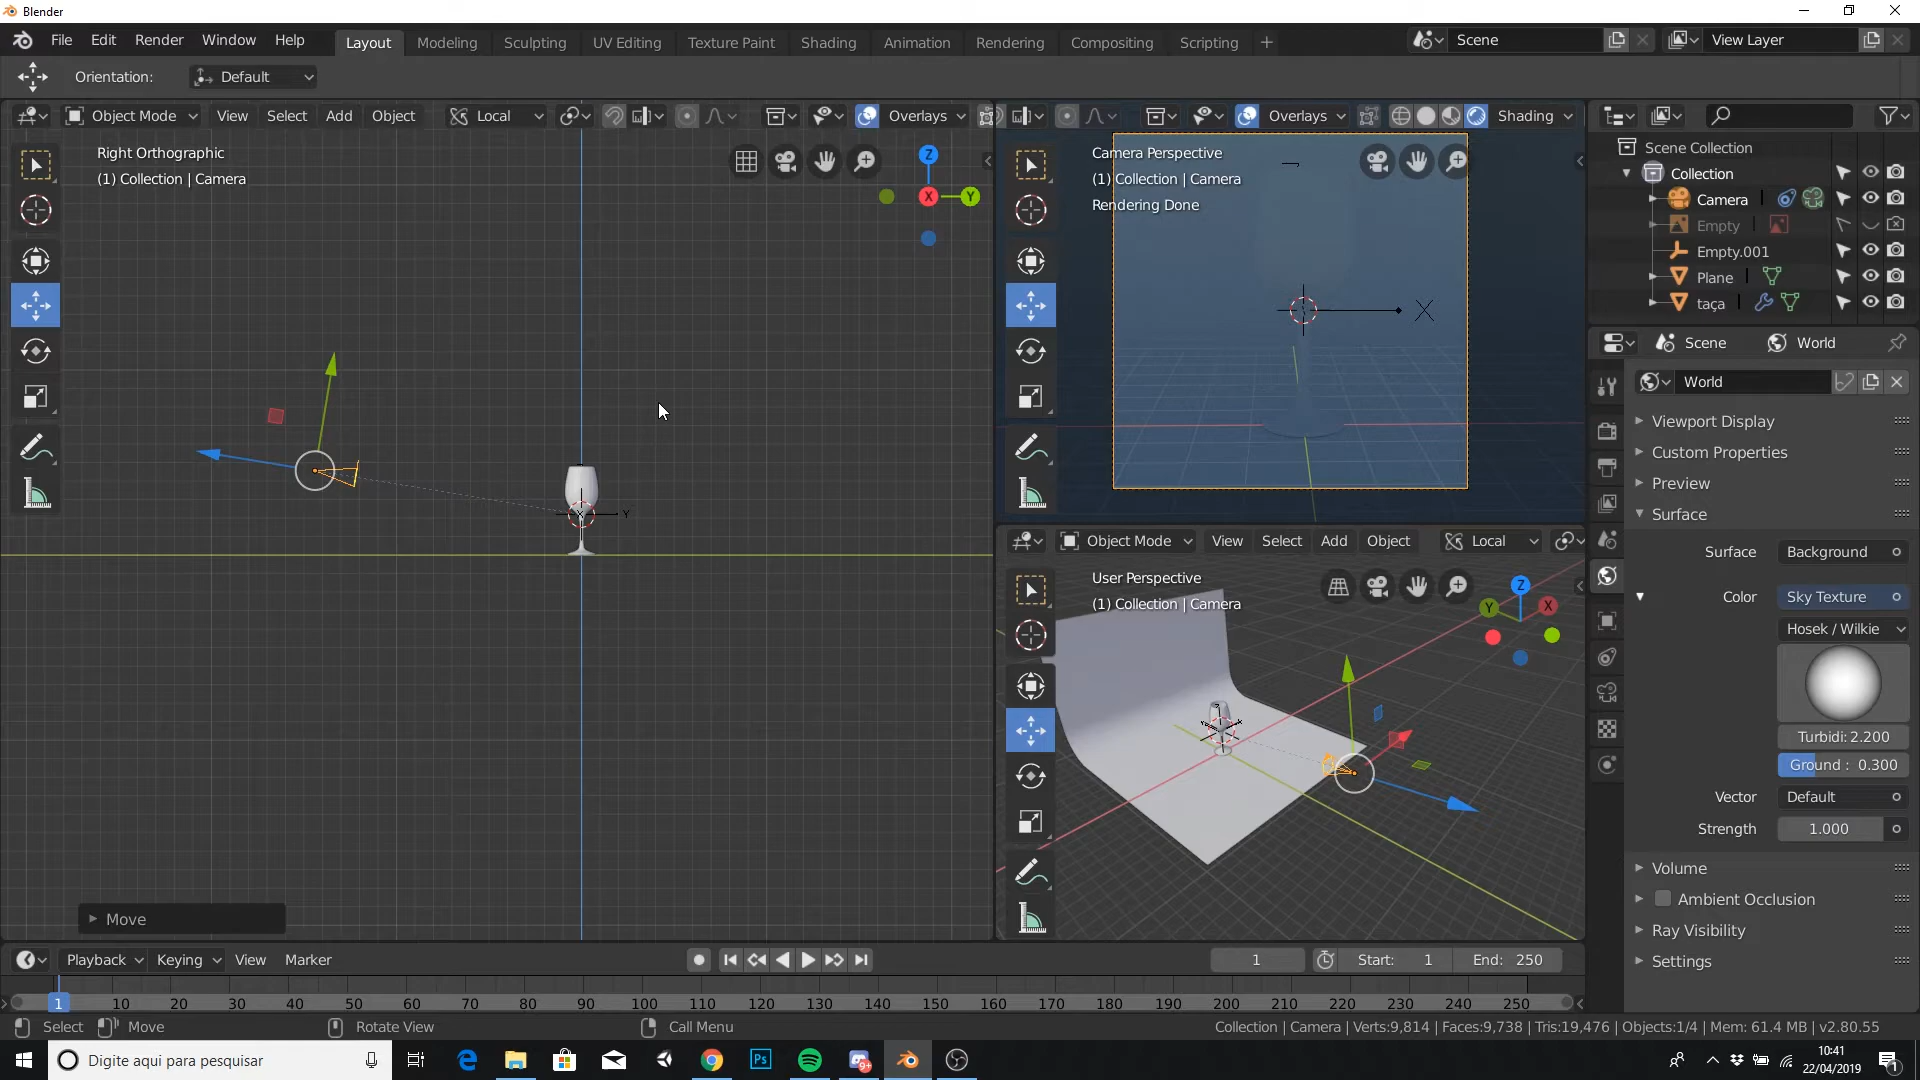 Blender
File Edit Render Window Help Layout Modeling Sculpting UV Editing Texture Paint Shading Animation Rendering Compositing Scripting + Scene View Layer
Orientation: Default
Object Mode View Select Add Object Local Overlays
Right Orthographic
(1) Collection | Camera
Z
X
Y
X
Y
Move
Overlays Shading
Camera Perspective
(1) Collection | Camera
Rendering Done
X
Object Mode View Select Add Object Local
User Perspective
(1) Collection | Camera
Z
Y
X
Scene Collection
Collection
Camera
Empty
Empty.001
Plane
taça
Scene World
World
Viewport Display
Custom Properties
Preview
Surface
Surface Background
Color Sky Texture
Hosek / Wilkie
Turbidi: 2.200
Ground : 0.300
Vector Default
Strength 1.000
Volume
Ambient Occlusion
Ray Visibility
Settings
Playback Keying View Marker 1 Start: 1 End: 250
1 10 20 30 40 50 60 70 80 90 100 110 120 130 140 150 160 170 180 190 200 210 220 230 240 250
Select Move Rotate View Call Menu Collection | Camera | Verts:9,814 | Faces:9,738 | Tris:19,476 | Objects:1/4 | Mem: 61.4 MB | v2.80.55
Digite aqui para pesquisar Ps 9+ 10:41
22/04/2019 1